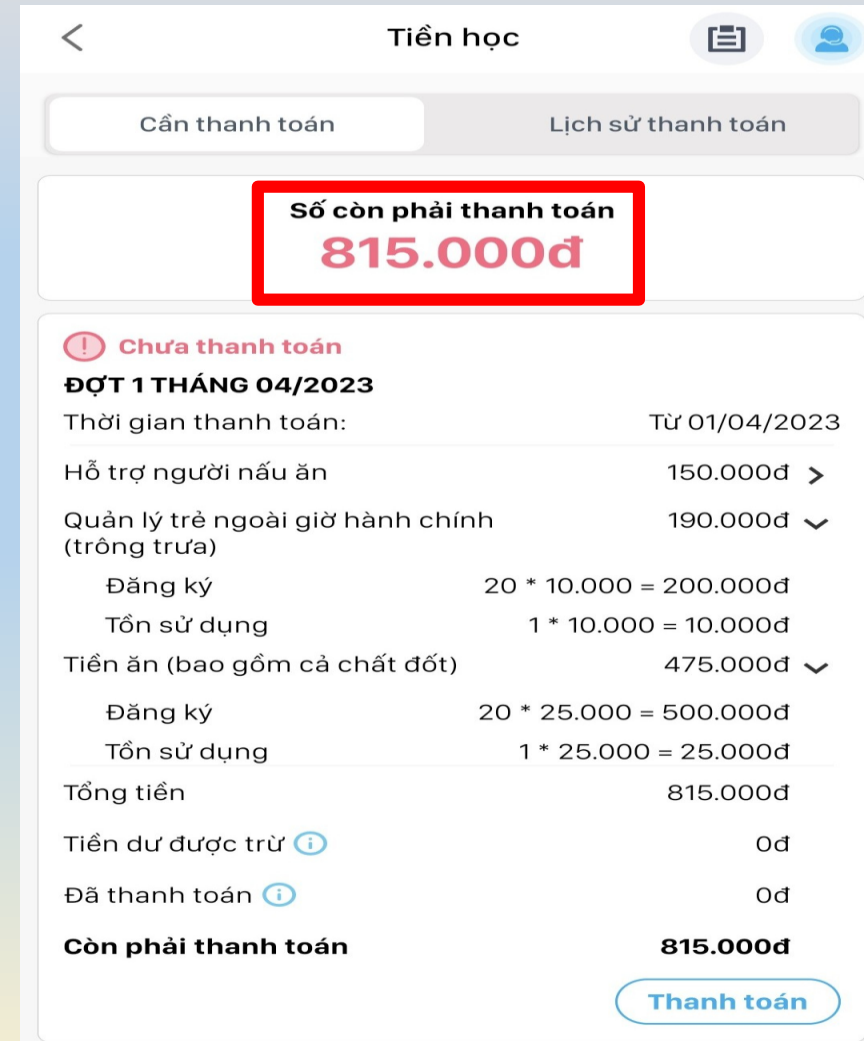 Tiền học
Cần thanh toán
Lịch sử thanh toán
Số còn phải thanh toán
815.000đ
Chưa thanh toán
ĐỢT 1 THÁNG 04/2023
Thời gian thanh toán: Từ 01/04/2023
Hỗ trợ người nấu ăn 150.000đ
Quản lý trẻ ngoài giờ hành chính 190.000đ
(trông trưa)
Đăng ký 20 * 10.000 = 200.000đ
Tồn sử dụng 1 * 10.000 = 10.000đ
Tiền ăn (bao gồm cả chất đốt) 475.000đ
Đăng ký 20 * 25.000 = 500.000đ
Tồn sử dụng 1 * 25.000 = 25.000đ
Tổng tiền 815.000đ
Tiền dư được trừ 0đ
Đã thanh toán 0đ
Còn phải thanh toán 815.000đ
Thanh toán